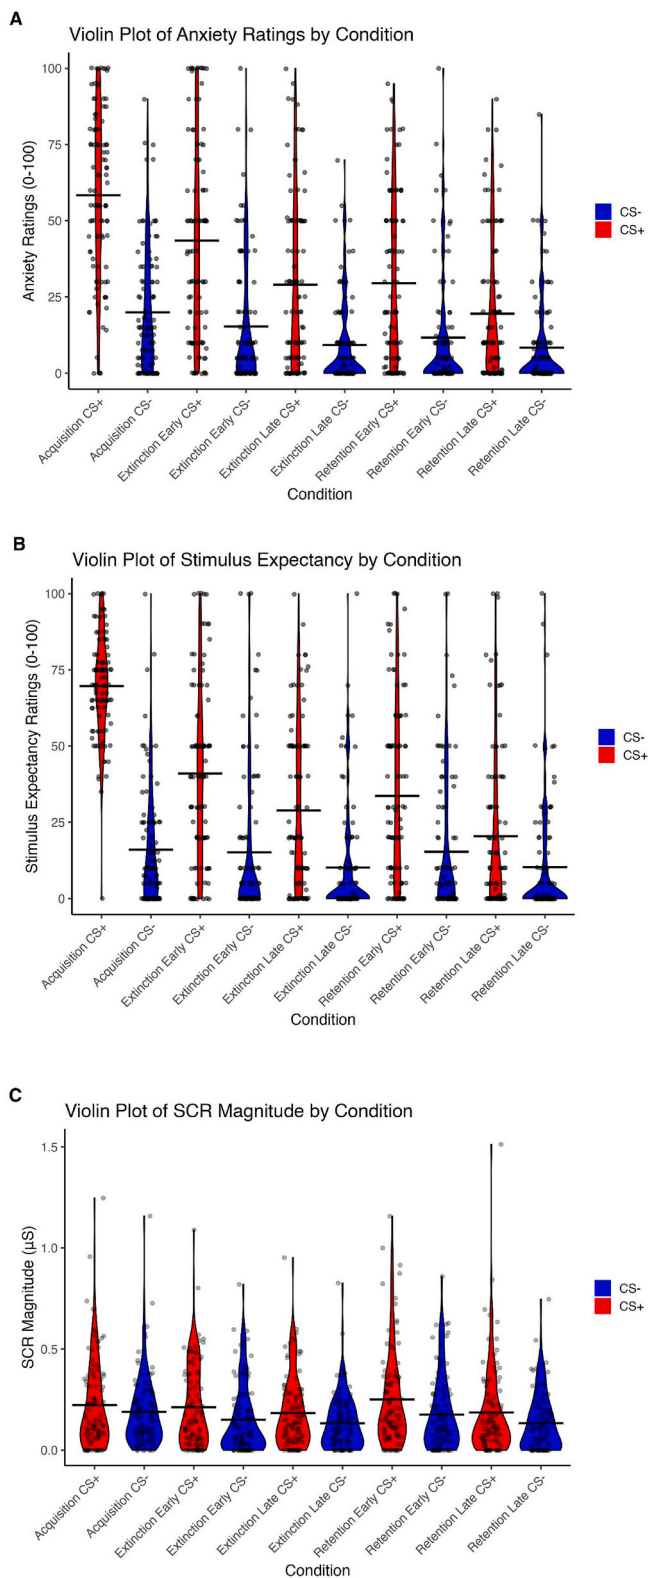 A
Violin Plot of Anxiety Ratings by Condition
Anxiety Ratings (0-100)
100
75
50
25
0
Acquisition CS+
Acquisition CS-
Extinction Early CS+
Extinction Early CS-
Extinction Late CS+
Extinction Late CS-
Retention Early CS+
Retention Early CS-
Retention Late CS+
Retention Late CS-
Condition
CS-
CS+
B
Violin Plot of Stimulus Expectancy by Condition
Stimulus Expectancy Ratings (0-100)
100
75
50
25
0
Acquisition CS+
Acquisition CS-
Extinction Early CS+
Extinction Early CS-
Extinction Late CS+
Extinction Late CS-
Retention Early CS+
Retention Early CS-
Retention Late CS+
Retention Late CS-
Condition
CS-
CS+
C
Violin Plot of SCR Magnitude by Condition
SCR Magnitude (µS)
1.5
1.0
0.5
0.0
Acquisition CS+
Acquisition CS-
Extinction Early CS+
Extinction Early CS-
Extinction Late CS+
Extinction Late CS-
Retention Early CS+
Retention Early CS-
Retention Late CS+
Retention Late CS-
Condition
CS-
CS+